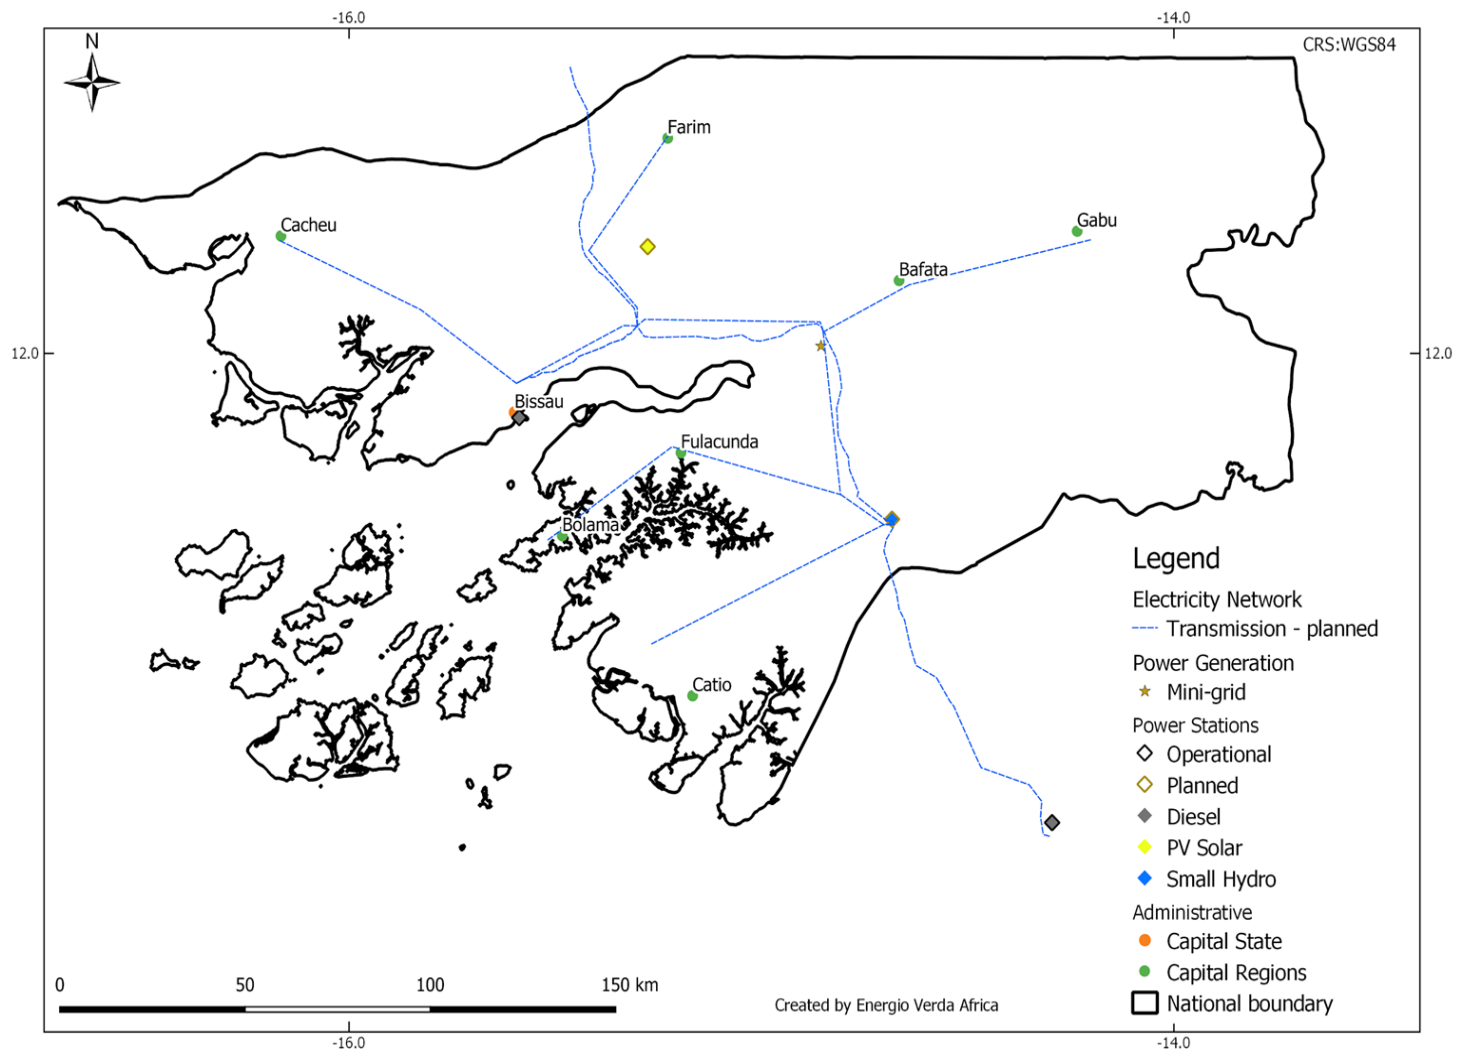 -16.0
-14.0
CRS:WGS84
N
Farim
Cacheu
Gabu
Bafata
12.0
12.0
Bissau
Fulacunda
Bolama
Catio
Legend
Electricity Network
Transmission - planned
Power Generation
Mini-grid
Power Stations
Operational
Planned
Diesel
PV Solar
Small Hydro
Administrative
Capital State
Capital Regions
National boundary
0 50 100 150 km
Created by Energio Verda Africa
-16.0
-14.0